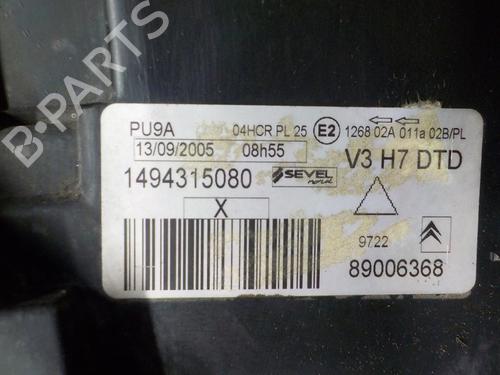 B-PARTS
PU9A 04HCR PL 25 E2 1268 02A 011a 02B/PL
13/09/2005 08h55 V3 H7 DTD
1494315080 SEVEL nord
X
9722
89006368